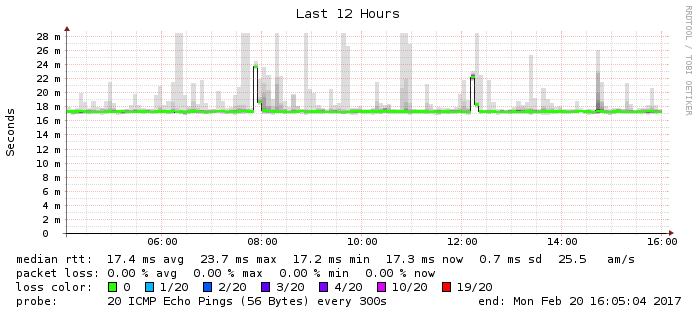 Last 12 Hours
RRDTOOL / TOBI OETIKER
Seconds
28 m
26 m
24 m
22 m
20 m
18 m
16 m
14 m
12 m
10 m
8 m
6 m
4 m
2 m
0
06:00 08:00 10:00 12:00 14:00 16:00
median rtt: 17.4 ms avg 23.7 ms max 17.2 ms min 17.3 ms now 0.7 ms sd 25.5 am/s
packet loss: 0.00 % avg 0.00 % max 0.00 % min 0.00 % now
loss color: 0 1/20 2/20 3/20 4/20 10/20 19/20
probe: 20 ICMP Echo Pings (56 Bytes) every 300s end: Mon Feb 20 16:05:04 2017